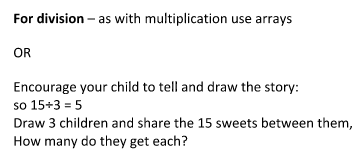 For division – as with multiplication use arrays
OR
Encourage your child to tell and draw the story:
so 15÷3 = 5
Draw 3 children and share the 15 sweets between them,
How many do they get each?